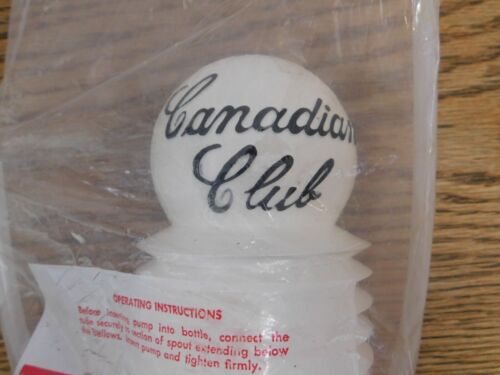 Canadian
Club
OPERATING INSTRUCTIONS
Before inserting pump into bottle, connect the
tube securely to section of spout extending below
the bellows. Insert pump and tighten firmly.